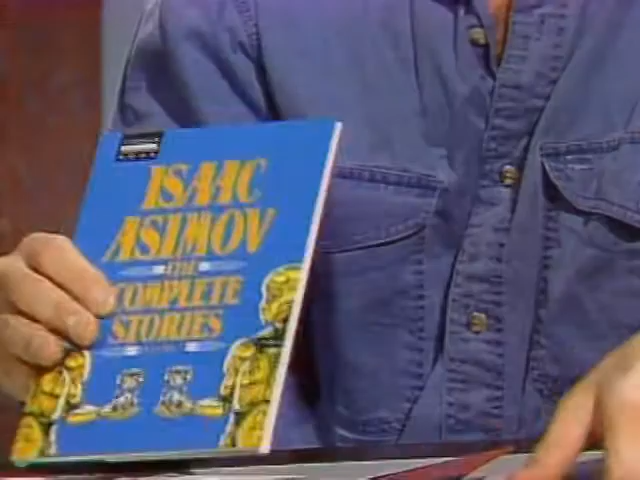 ISAAC
ASIMOV
THE
COMPLETE
STORIES